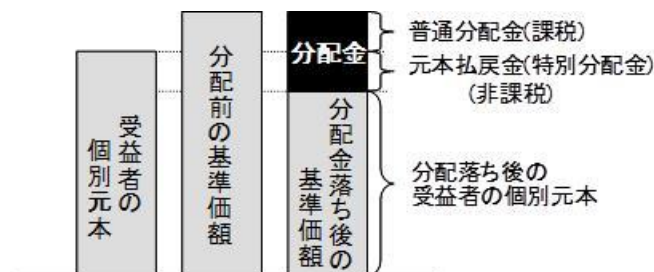 受益者の
個別元本
分配前の基準価額
分配金
分配金落ち後の
基準価額
普通分配金(課税)
元本払戻金(特別分配金)
(非課税)
分配落ち後の
受益者の個別元本